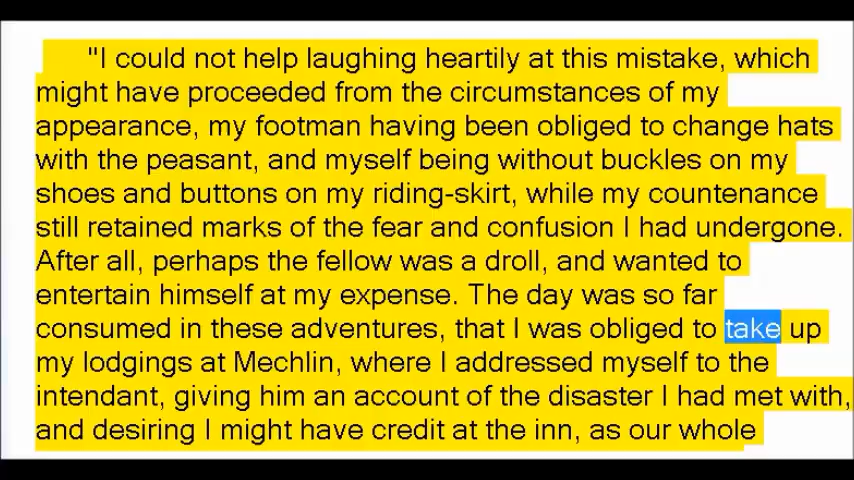 "I could not help laughing heartily at this mistake, which
might have proceeded from the circumstances of my
appearance, my footman having been obliged to change hats
with the peasant, and myself being without buckles on my
shoes and buttons on my riding-skirt, while my countenance
still retained marks of the fear and confusion I had undergone.
After all, perhaps the fellow was a droll, and wanted to
entertain himself at my expense. The day was so far
consumed in these adventures, that I was obliged to take up
my lodgings at Mechlin, where I addressed myself to the
intendant, giving him an account of the disaster I had met with,
and desiring I might have credit at the inn, as our whole